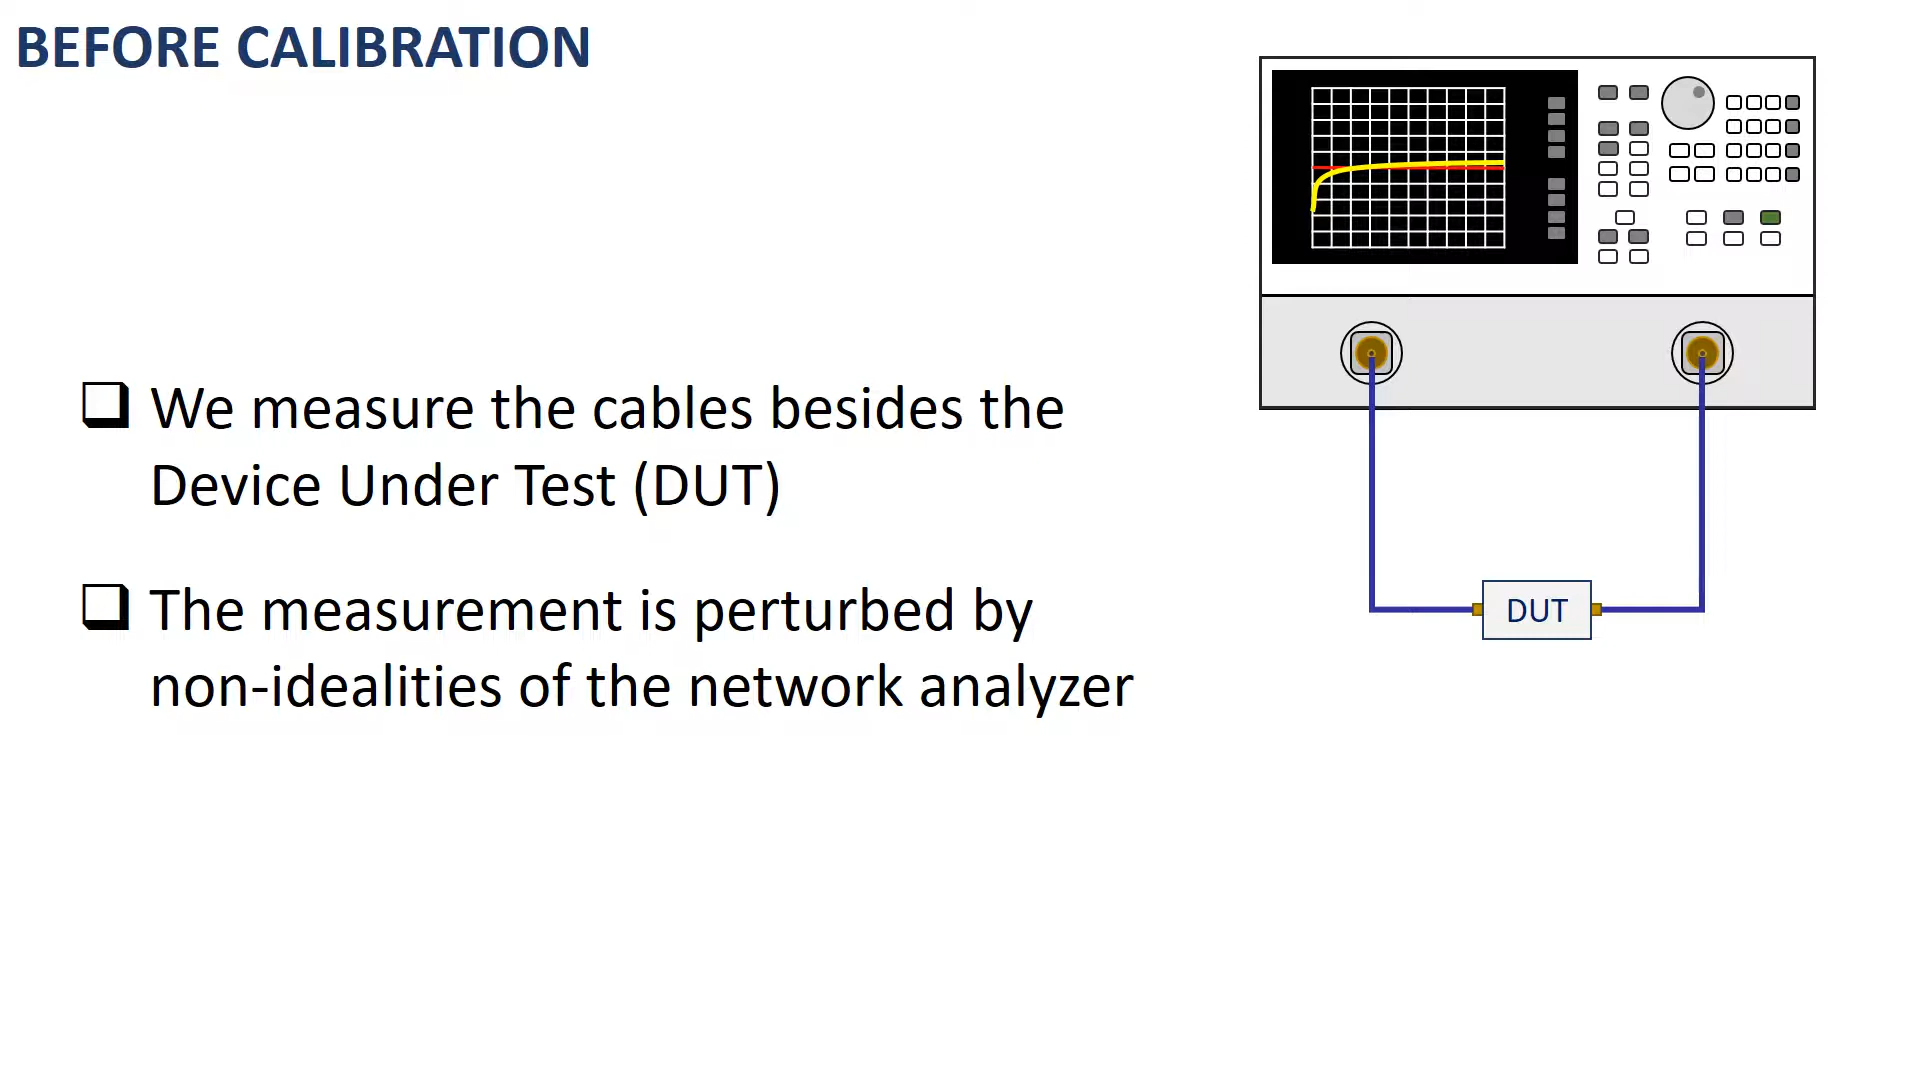 BEFORE CALIBRATION
We measure the cables besides the
Device Under Test (DUT)
The measurement is perturbed by
non-idealities of the network analyzer
DUT